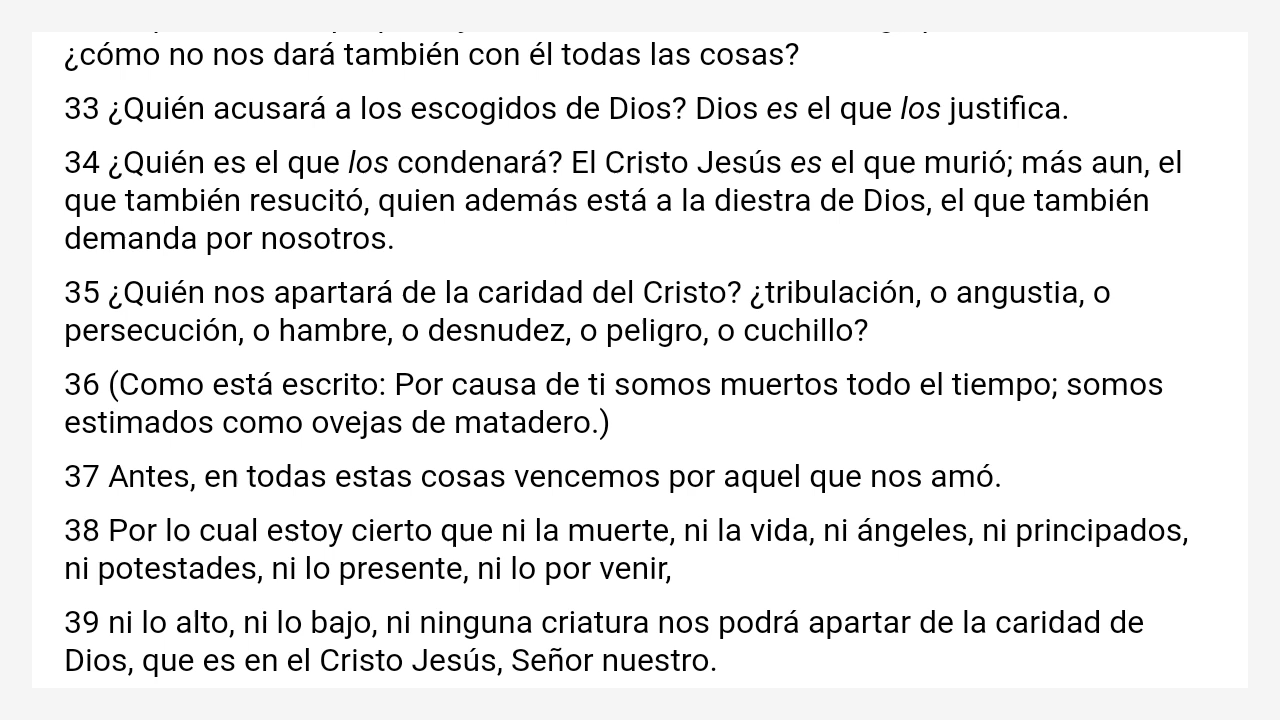 ¿cómo no nos dará también con él todas las cosas?
33 ¿Quién acusará a los escogidos de Dios? Dios es el que los justifica.
34 ¿Quién es el que los condenará? El Cristo Jesús es el que murió; más aun, el
que también resucitó, quien además está a la diestra de Dios, el que también
demanda por nosotros.
35 ¿Quién nos apartará de la caridad del Cristo? ¿tribulación, o angustia, o
persecución, o hambre, o desnudez, o peligro, o cuchillo?
36 (Como está escrito: Por causa de ti somos muertos todo el tiempo; somos
estimados como ovejas de matadero.)
37 Antes, en todas estas cosas vencemos por aquel que nos amó.
38 Por lo cual estoy cierto que ni la muerte, ni la vida, ni ángeles, ni principados,
ni potestades, ni lo presente, ni lo por venir,
39 ni lo alto, ni lo bajo, ni ninguna criatura nos podrá apartar de la caridad de
Dios, que es en el Cristo Jesús, Señor nuestro.